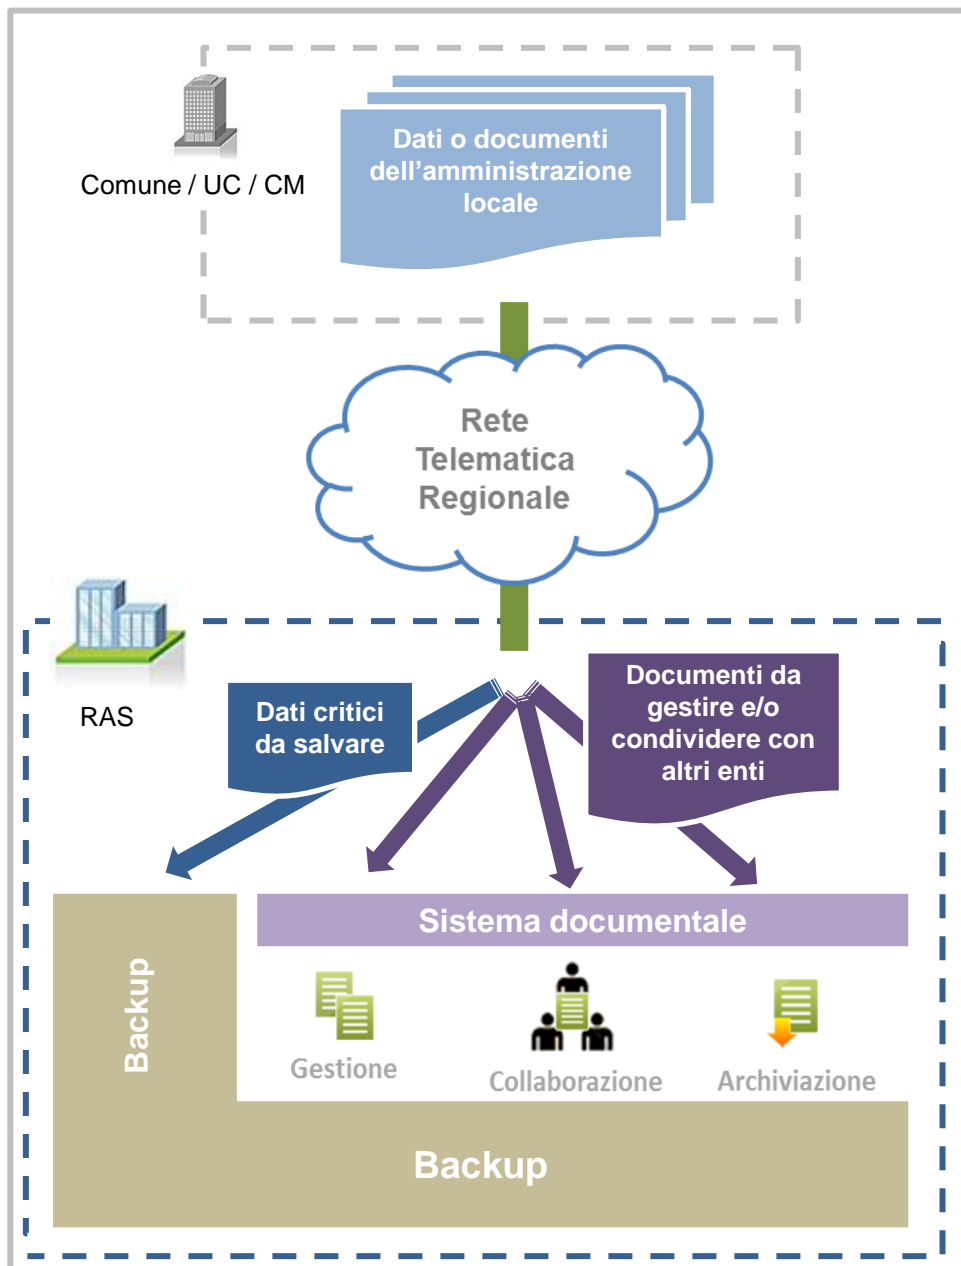 Dati o documenti
dell'amministrazione
locale
Comune / UC / CM
Rete
Telematica
Regionale
RAS
Dati critici
da salvare
Documenti da
gestire e/o
condividere con
altri enti
Sistema documentale
Backup
Gestione
Collaborazione
Archiviazione
Backup